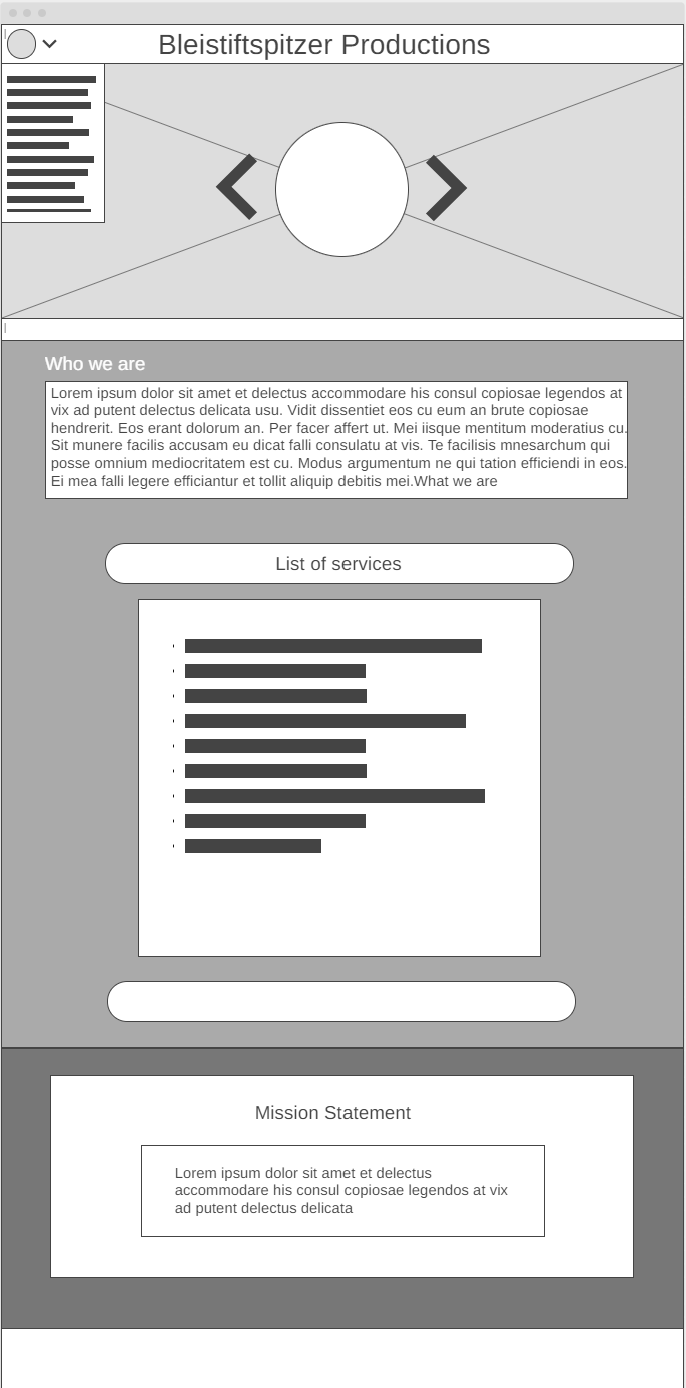 Bleistiftspitzer Productions
Who we are
Lorem ipsum dolor sit amet et delectus accommodare his consul copiosae legendos at
vix ad putent delectus delicata usu. Vidit dissentiet eos cu eum an brute copiosae
hendrerit. Eos erant dolorum an. Per facer affert ut. Mei iisque mentitum moderatius cu.
Sit munere facilis accusam eu dicat falli consulatu at vis. Te facilisis mnesarchum qui
posse omnium mediocritatem est cu. Modus argumentum ne qui tation efficiendi in eos.
Ei mea falli legere efficiantur et tollit aliquip debitis mei.What we are
List of services
Mission Statement
Lorem ipsum dolor sit amet et delectus
accommodare his consul copiosae legendos at vix
ad putent delectus delicata